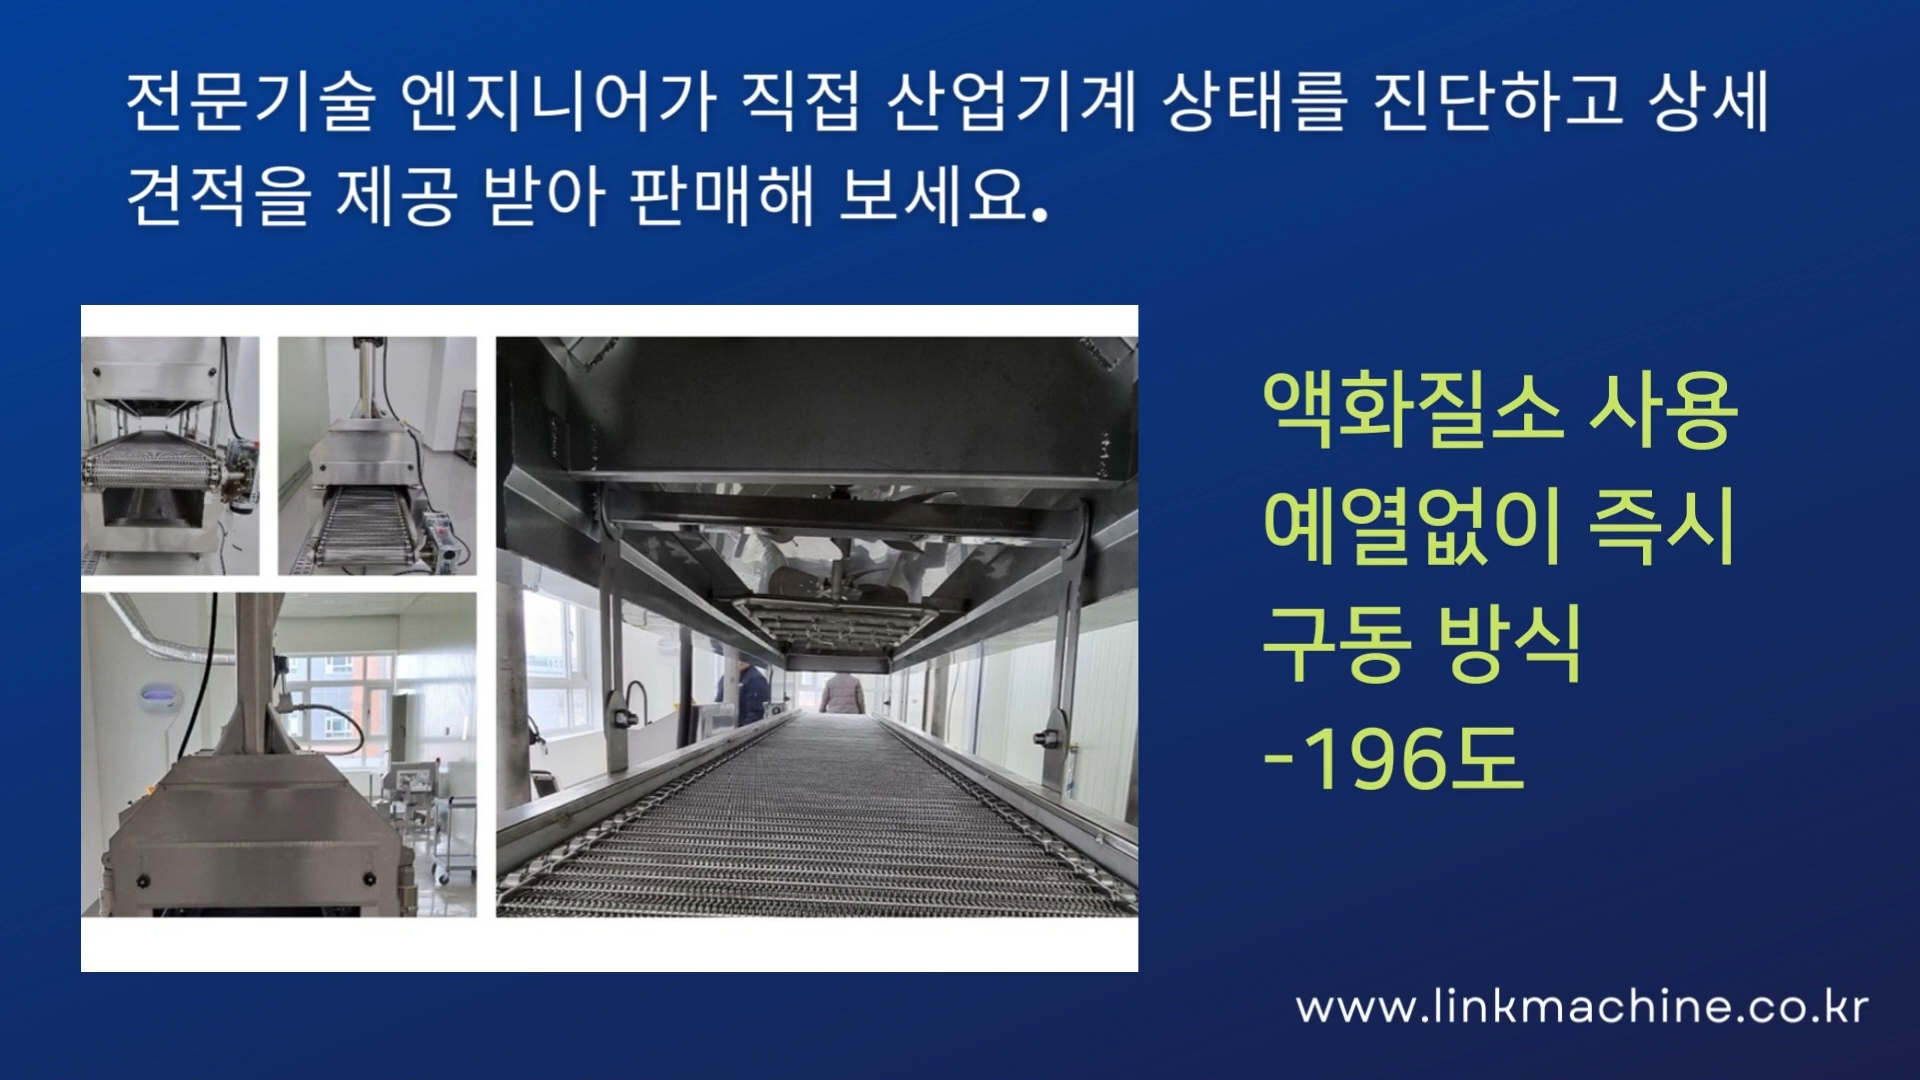 전문기술 엔지니어가 직접 산업기계 상태를 진단하고 상세
견적을 제공 받아 판매해 보세요.
액화질소 사용
예열없이 즉시
구동 방식
-196도
www.linkmachine.co.kr